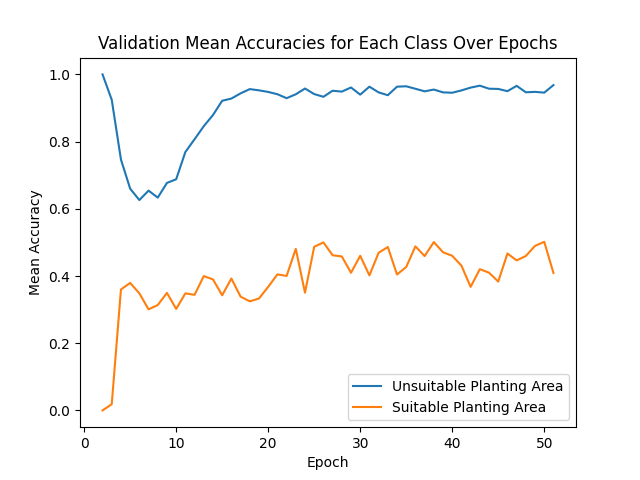 Validation Mean Accuracies for Each Class Over Epochs
1.0
0.8
0.6
0.4
0.2
0.0
Mean Accuracy
Unsuitable Planting Area
Suitable Planting Area
0 10 20 30 40 50
Epoch